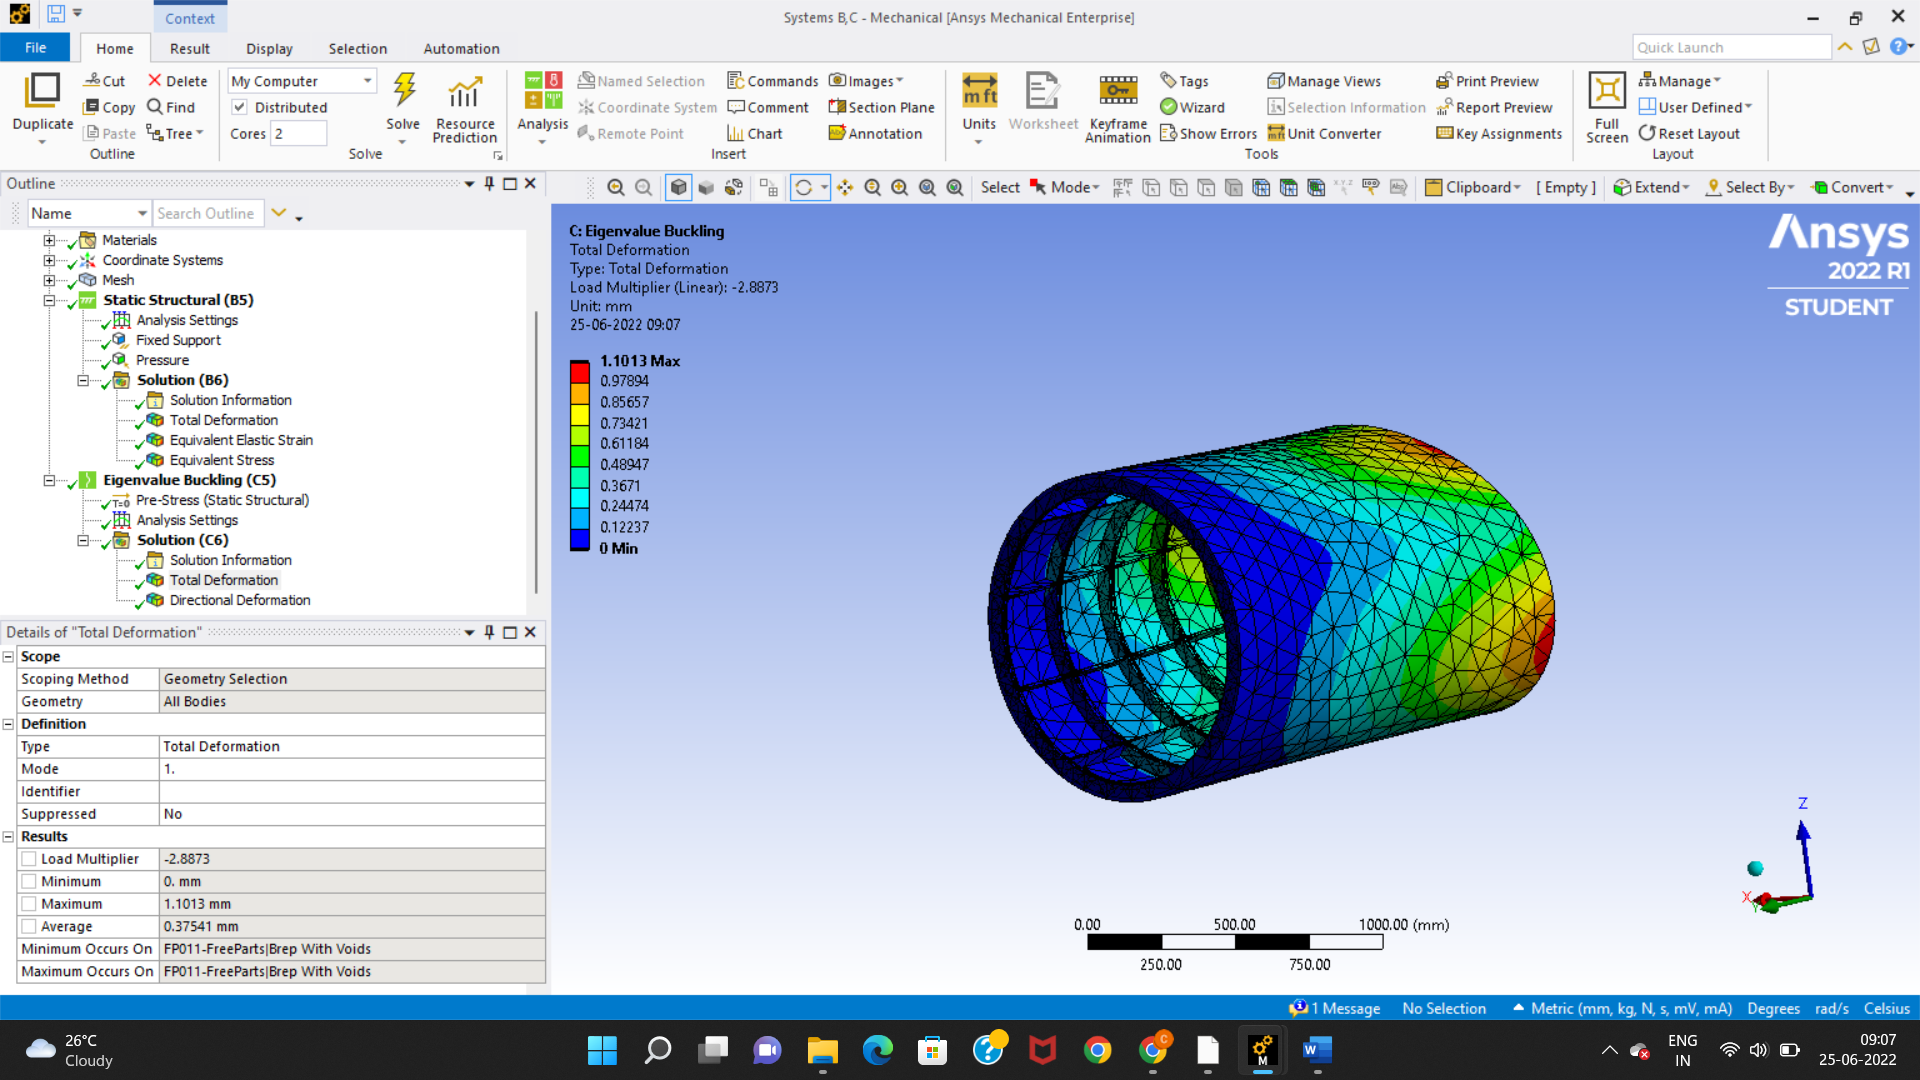 Context
Systems B,C - Mechanical [Ansys Mechanical Enterprise]
File
Home
Result
Display
Selection
Automation
Quick Launch
Duplicate
Cut
Delete
Copy
Find
Paste
Tree
Outline
My Computer
Distributed
Cores 2
Solve
Resource
Prediction
Solve
Analysis
Named Selection
Coordinate System
Remote Point
Commands
Comment
Chart
Images
Section Plane
Annotation
Insert
Units
Worksheet
Keyframe
Animation
Tags
Wizard
Show Errors
Manage Views
Selection Information
Unit Converter
Print Preview
Report Preview
Key Assignments
Tools
Full
Screen
Manage
User Defined
Reset Layout
Layout
Outline
Name
Search Outline
Select
Mode
Clipboard
[ Empty ]
Extend
Select By
Convert
Materials
Coordinate Systems
Mesh
Static Structural (B5)
Analysis Settings
Fixed Support
Pressure
Solution (B6)
Solution Information
Total Deformation
Equivalent Elastic Strain
Equivalent Stress
Eigenvalue Buckling (C5)
Pre-Stress (Static Structural)
Analysis Settings
Solution (C6)
Solution Information
Total Deformation
Directional Deformation
Details of "Total Deformation"
Scope
Scoping Method Geometry Selection
Geometry All Bodies
Definition
Type Total Deformation
Mode 1.
Identifier
Suppressed No
Results
Load Multiplier -2.8873
Minimum 0. mm
Maximum 1.1013 mm
Average 0.37541 mm
Minimum Occurs On FP011-FreeParts|Brep With Voids
Maximum Occurs On FP011-FreeParts|Brep With Voids
C: Eigenvalue Buckling
Total Deformation
Type: Total Deformation
Load Multiplier (Linear): -2.8873
Unit: mm
25-06-2022 09:07
1.1013 Max
0.97894
0.85657
0.73421
0.61184
0.48947
0.3671
0.24474
0.12237
0 Min
Ansys
2022 R1
STUDENT
Z
X
Y
0.00 500.00 1000.00 (mm)
250.00 750.00
1 Message
No Selection
Metric (mm, kg, N, s, mV, mA)
Degrees
rad/s
Celsius
26°C
Cloudy
ENG
IN
09:07
25-06-2022